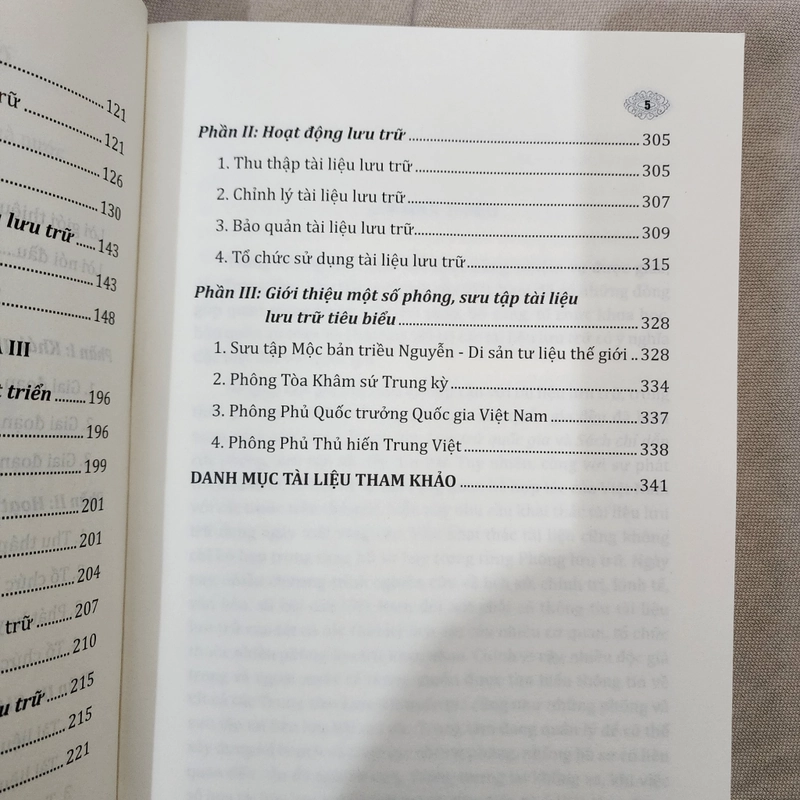 121
trữ 121
126
130
lưu trữ 143
143
148
III
triển 196
196
199
201
201
204
trữ 207
210
215
trữ 215
221
5
Phần II: Hoạt động lưu trữ 305
1. Thu thập tài liệu lưu trữ 305
2. Chỉnh lý tài liệu lưu trữ 307
3. Bảo quản tài liệu lưu trữ 309
4. Tổ chức sử dụng tài liệu lưu trữ 315
Phần III: Giới thiệu một số phông, sưu tập tài liệu
lưu trữ tiêu biểu 328
1. Sưu tập Mộc bản triều Nguyễn - Di sản tư liệu thế giới .. 328
2. Phông Tòa Khâm sứ Trung kỳ 334
3. Phông Phủ Quốc trưởng Quốc gia Việt Nam 337
4. Phông Phủ Thủ hiến Trung Việt 338
DANH MỤC TÀI LIỆU THAM KHẢO 341